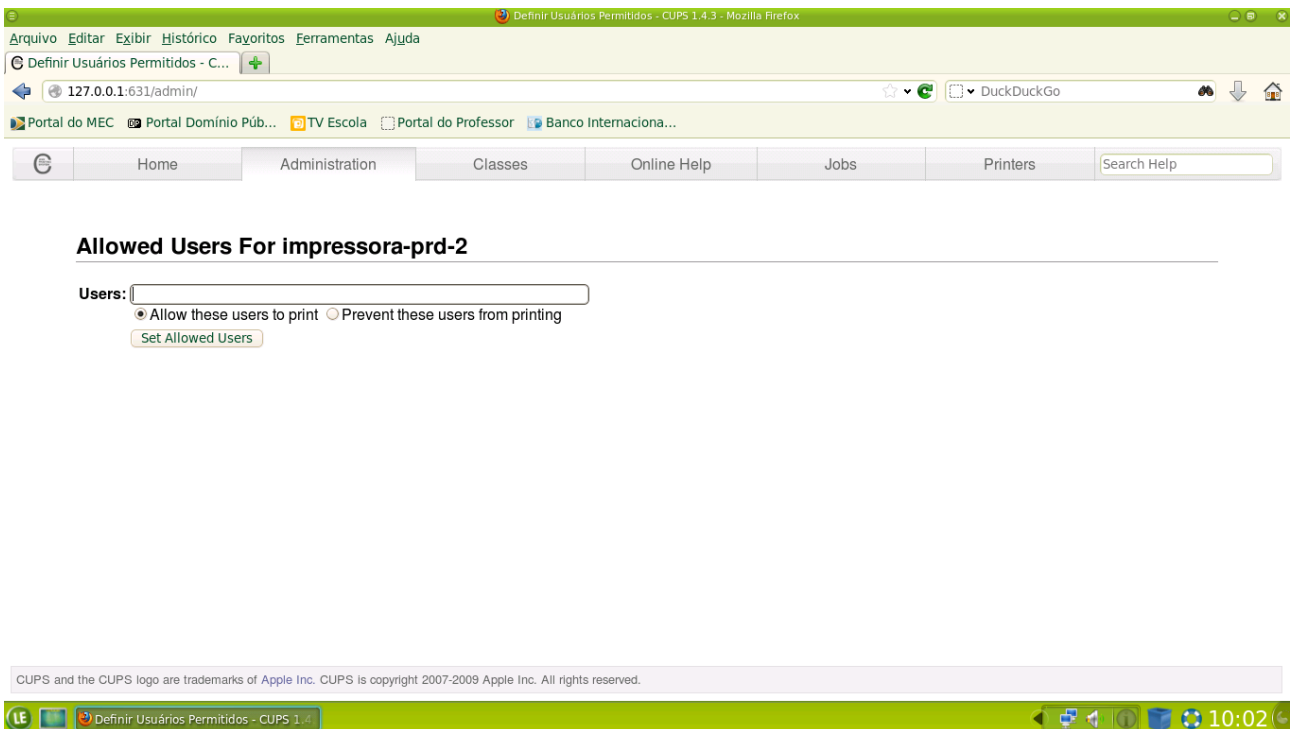 Definir Usuários Permitidos - CUPS 1.4.3 - Mozilla Firefox
Arquivo Editar Exibir Histórico Favoritos Ferramentas Ajuda
Definir Usuários Permitidos - C...
127.0.0.1:631/admin/ DuckDuckGo
Portal do MEC Portal Domínio Púb... TV Escola Portal do Professor Banco Internaciona...
Home Administration Classes Online Help Jobs Printers Search Help
Allowed Users For impressora-prd-2
Users:
Allow these users to print Prevent these users from printing
Set Allowed Users
CUPS and the CUPS logo are trademarks of Apple Inc. CUPS is copyright 2007-2009 Apple Inc. All rights reserved.
LE Definir Usuários Permitidos - CUPS 1.4 10:02